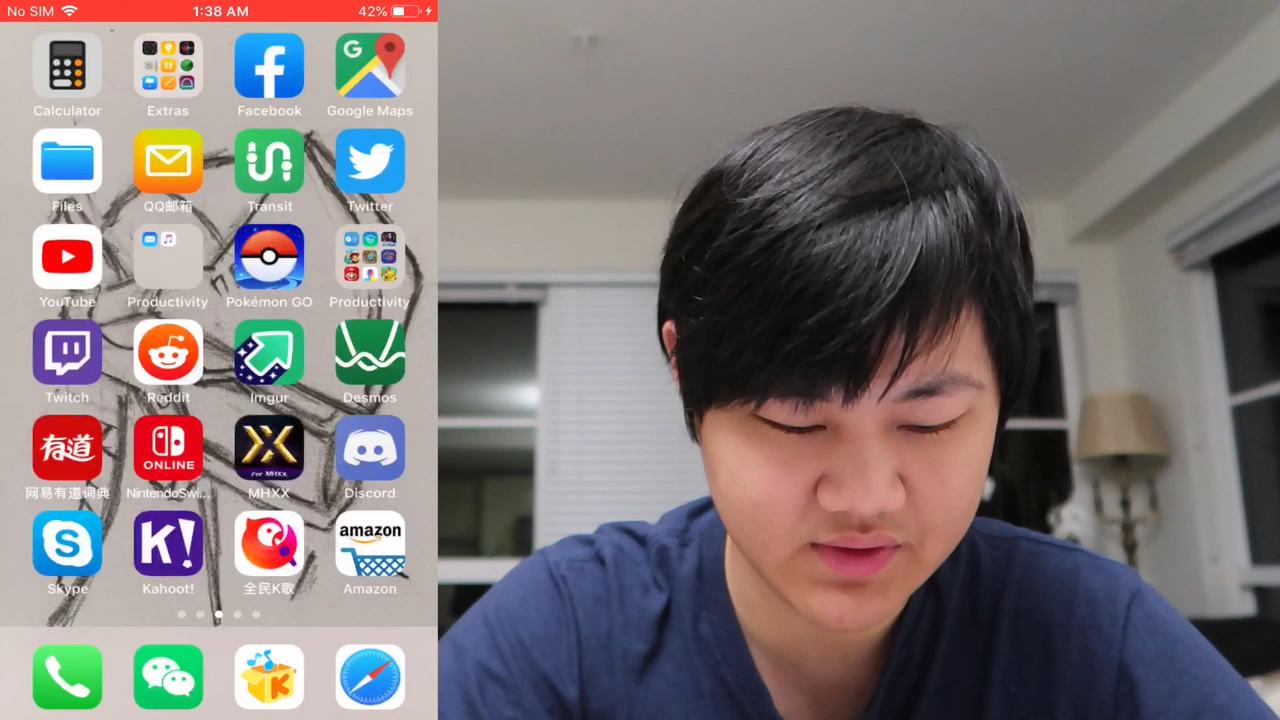 No SIM 1:38 AM 42%
Calculator Extras Facebook Google Maps
Files QQ邮箱 Transit Twitter
YouTube Productivity Pokémon GO Productivity
Twitch Reddit Imgur Desmos
有道 ONLINE For MHXX
网易有道词典 NintendoSwi... MHXX Discord
K! amazon
Skype Kahoot! 全民K歌 Amazon
K